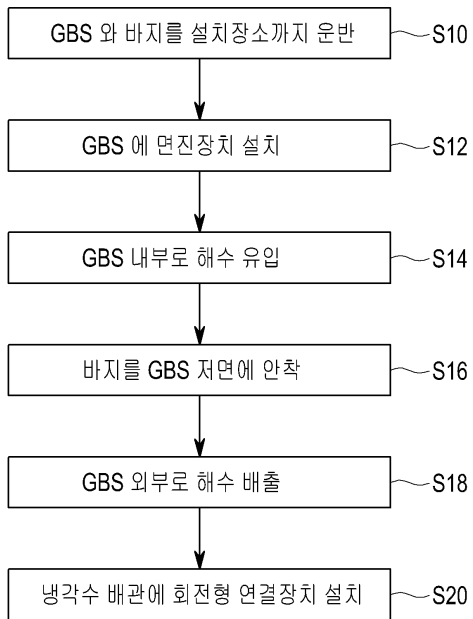 GBS 와 바지를 설치장소까지 운반 S10
GBS 에 면진장치 설치 S12
GBS 내부로 해수 유입 S14
바지를 GBS 저면에 안착 S16
GBS 외부로 해수 배출 S18
냉각수 배관에 회전형 연결장치 설치 S20